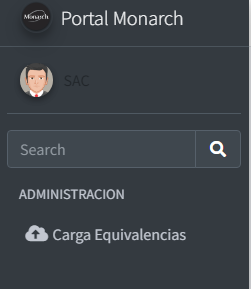 Monarch
Portal Monarch
SAC
Search
ADMINISTRACION
Carga Equivalencias